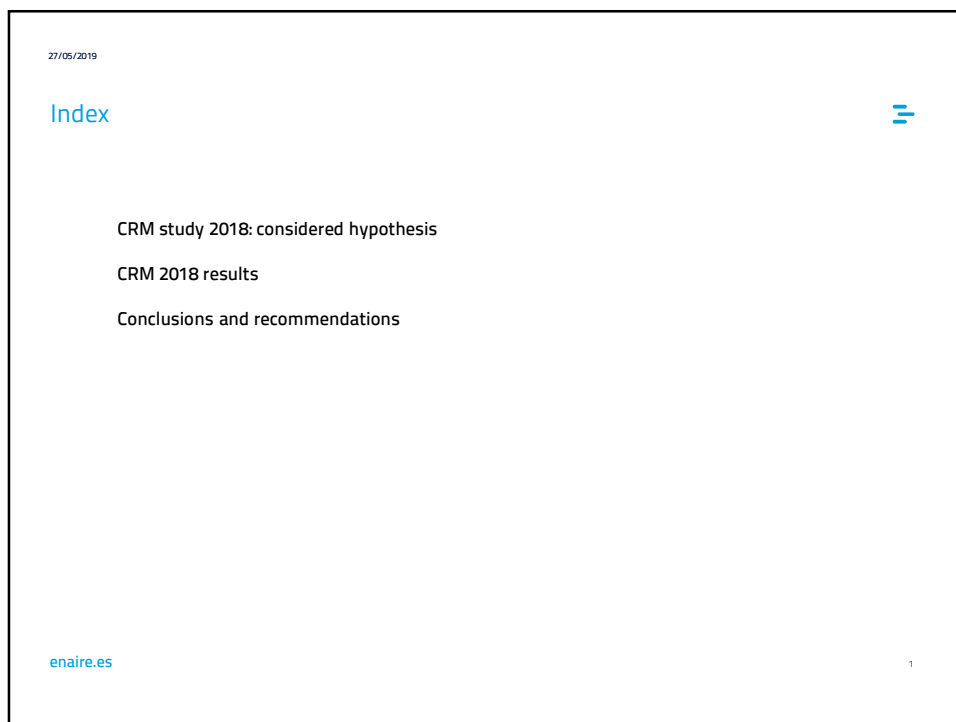 27/05/2019
Index
CRM study 2018: considered hypothesis
CRM 2018 results
Conclusions and recommendations
enaire.es
1